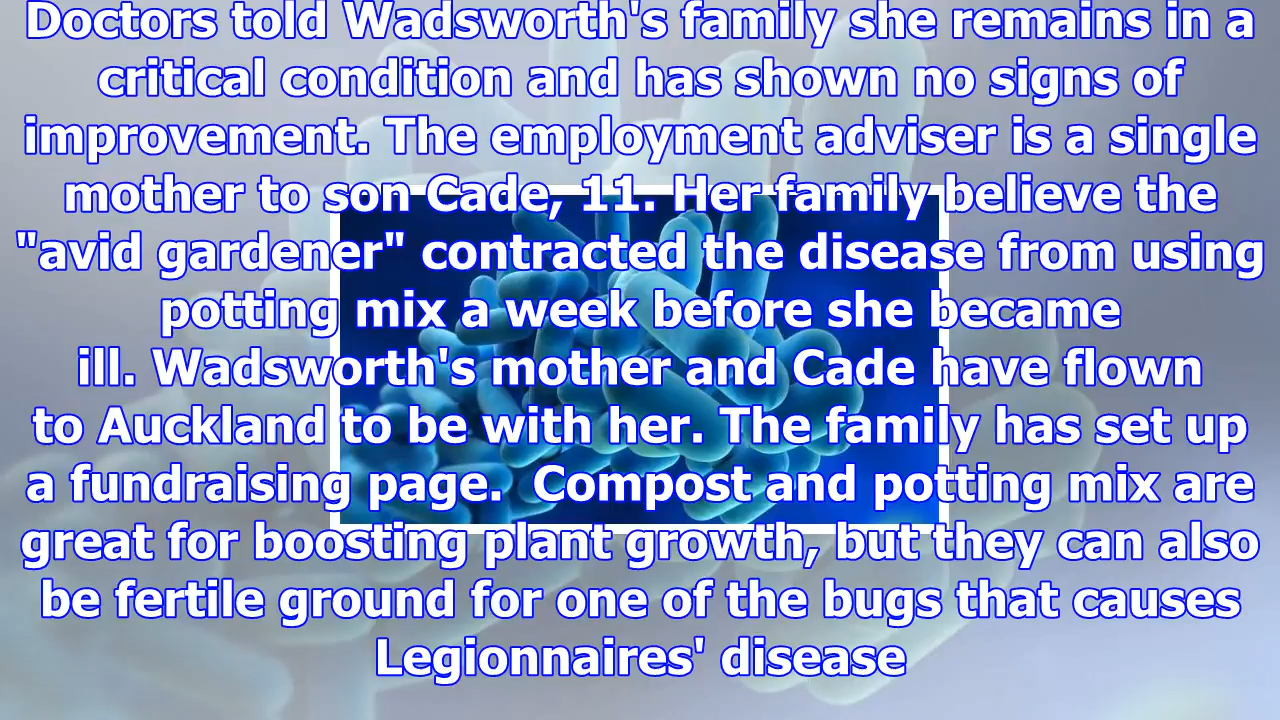 Doctors told Wadsworth's family she remains in a
critical condition and has shown no signs of
improvement. The employment adviser is a single
mother to son Cade, 11. Her family believe the
"avid gardener" contracted the disease from using
potting mix a week before she became
ill. Wadsworth's mother and Cade have flown
to Auckland to be with her. The family has set up
a fundraising page.  Compost and potting mix are
great for boosting plant growth, but they can also
be fertile ground for one of the bugs that causes
Legionnaires' disease